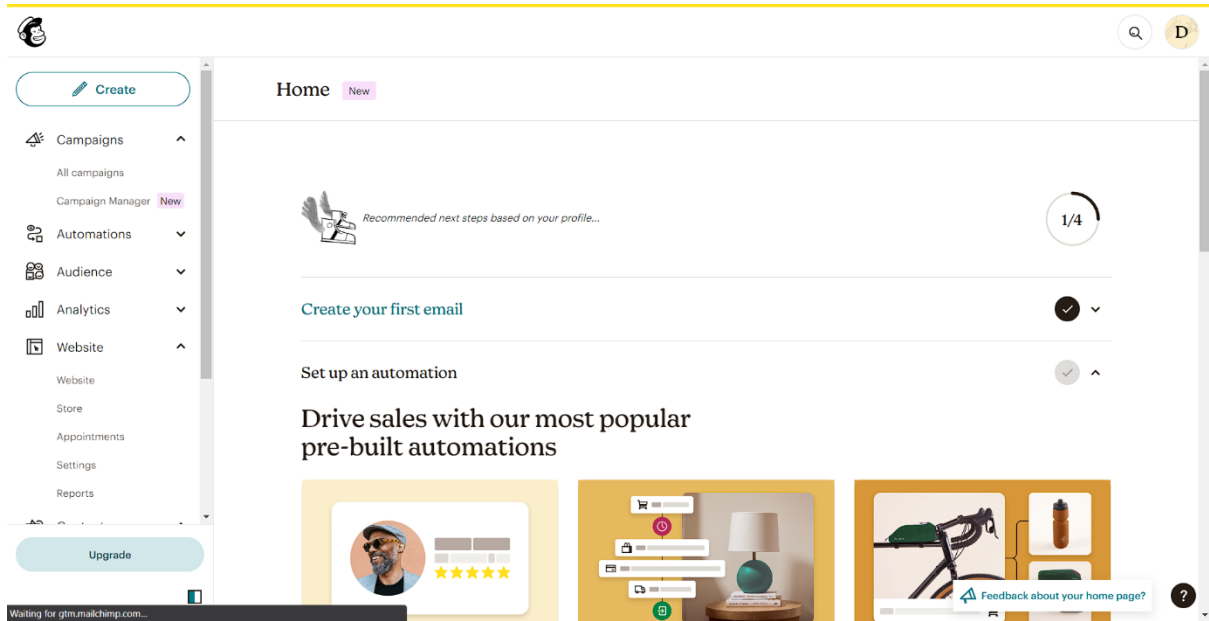 D
Create
Home New
Campaigns
All campaigns
Campaign Manager New
Automations
Audience
Analytics
Website
Website
Store
Appointments
Settings
Reports
Upgrade
Recommended next steps based on your profile...
1/4
Create your first email
Set up an automation
Drive sales with our most popular
pre-built automations
Feedback about your home page?
?
Waiting for gtm.mailchimp.com...